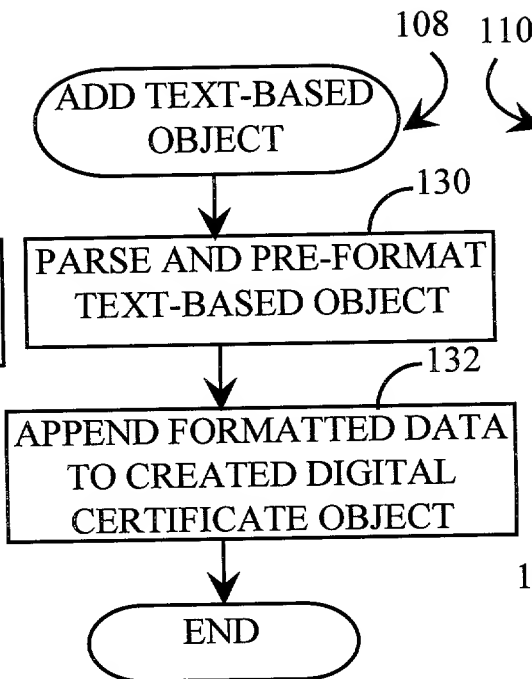 108 110
ADD TEXT-BASED
OBJECT
130
PARSE AND PRE-FORMAT
TEXT-BASED OBJECT
132
APPEND FORMATTED DATA
TO CREATED DIGITAL
CERTIFICATE OBJECT
1
END